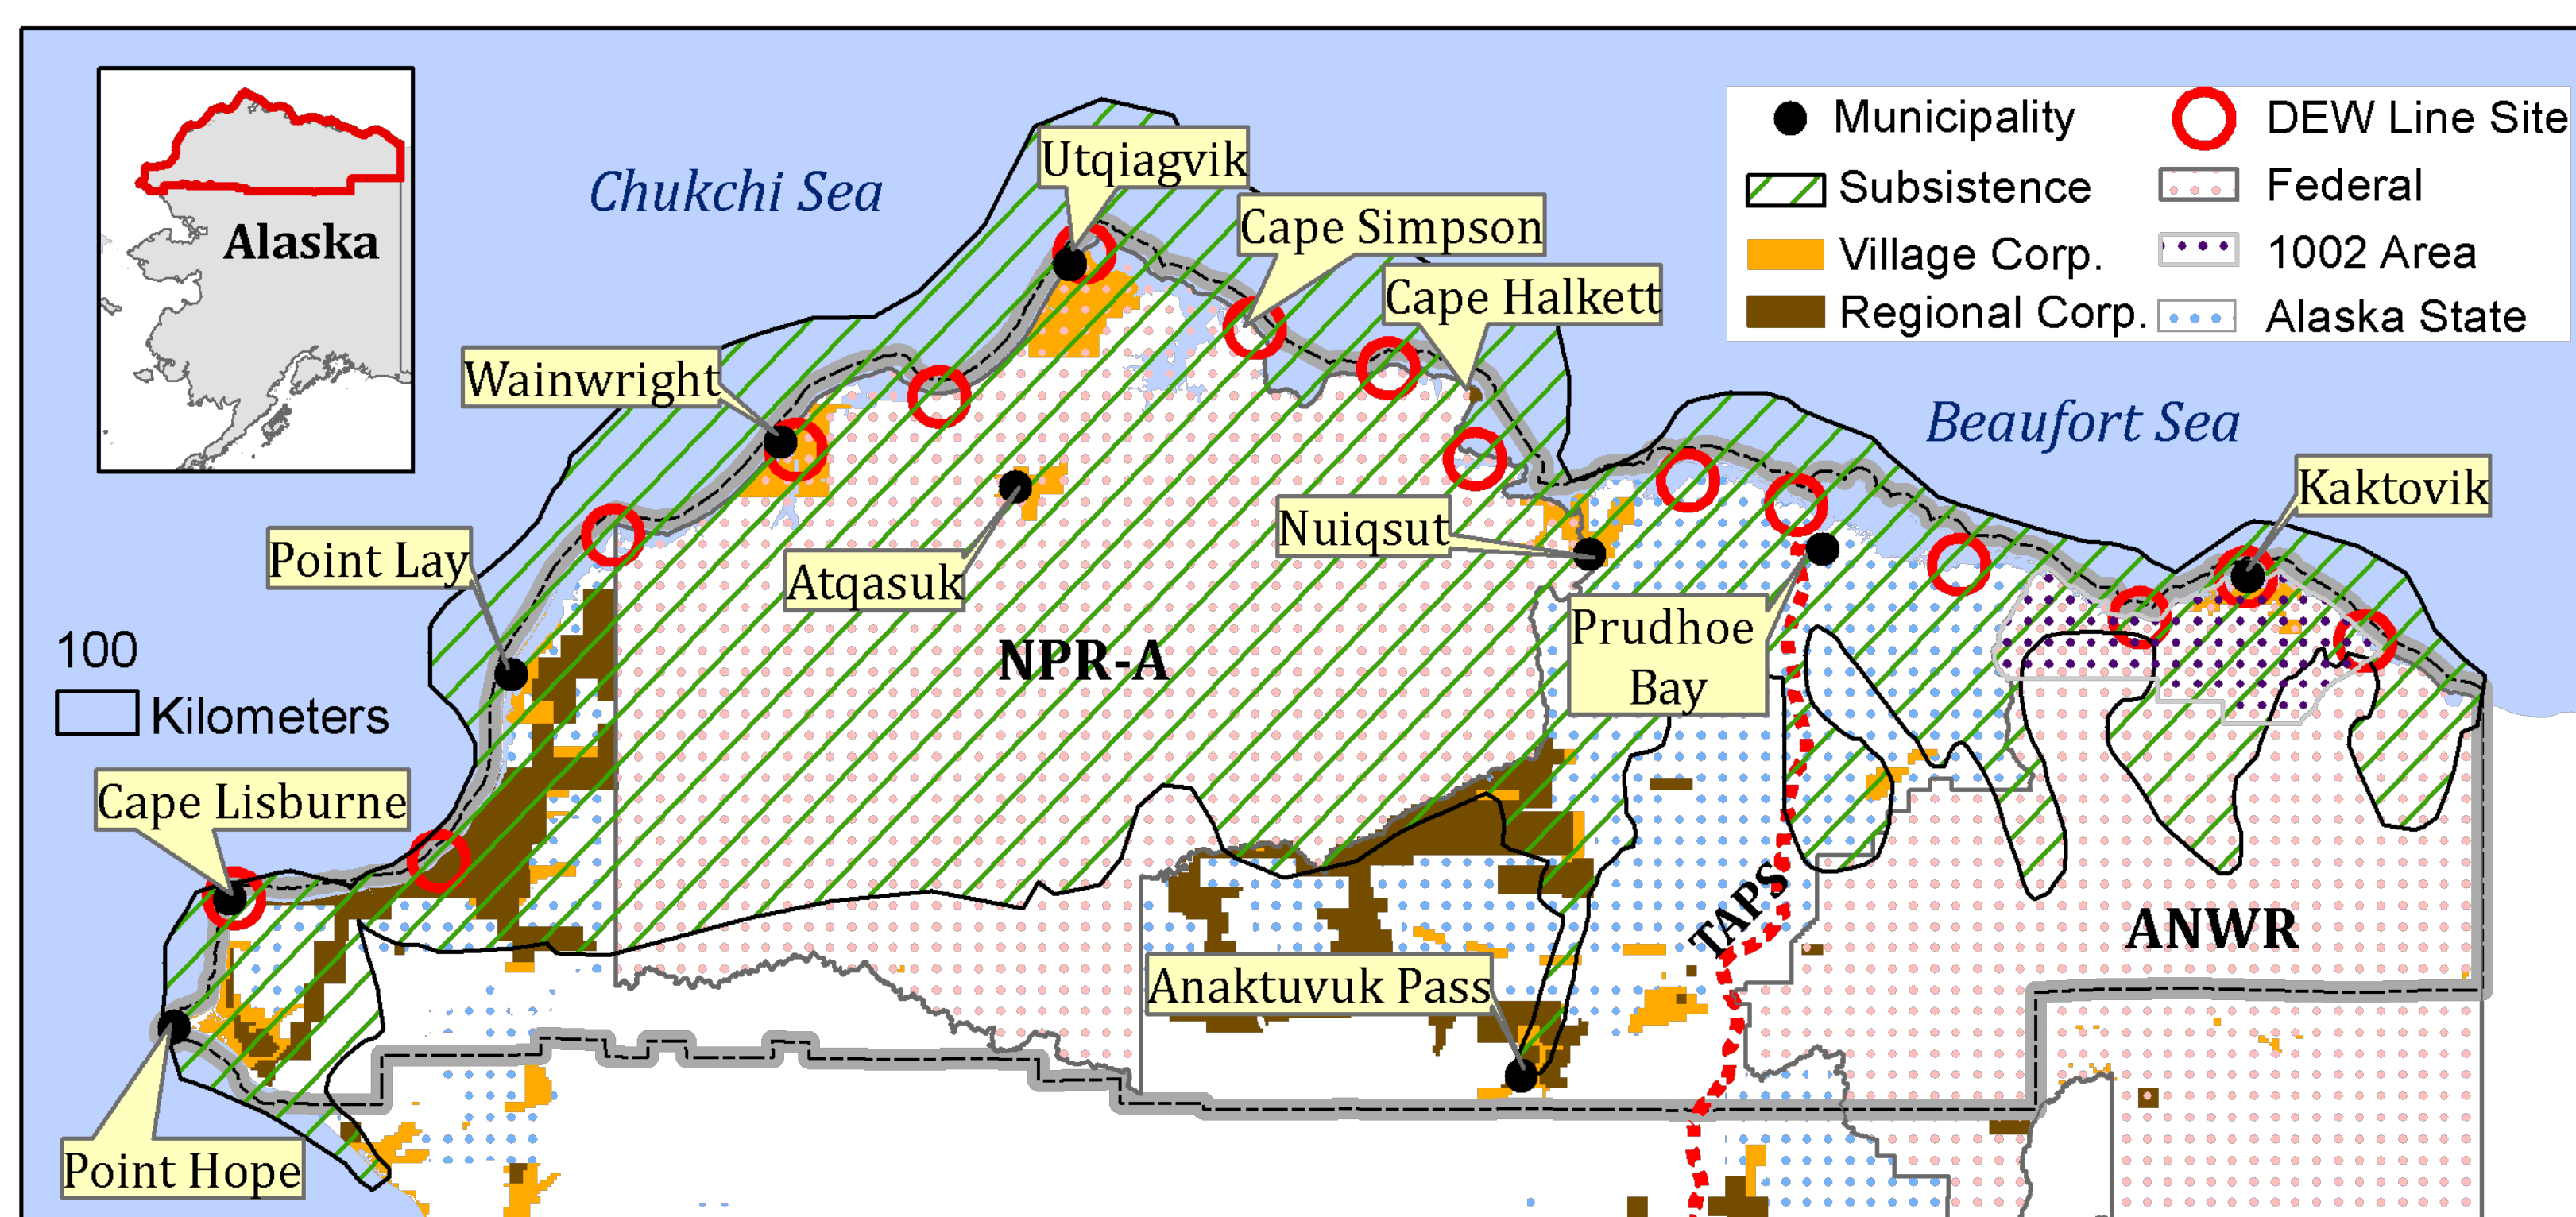 Alaska
Chukchi Sea
Utqiagvik
Cape Simpson
Cape Halkett
Municipality
DEW Line Site
Subsistence
Federal
Village Corp.
1002 Area
Regional Corp.
Alaska State
Wainwright
Beaufort Sea
Kaktovik
Point Lay
Atqasuk
Nuiqsut
Prudhoe
Bay
NPR-A
100
Kilometers
Cape Lisburne
TAPS
ANWR
Anaktuvuk Pass
Point Hope